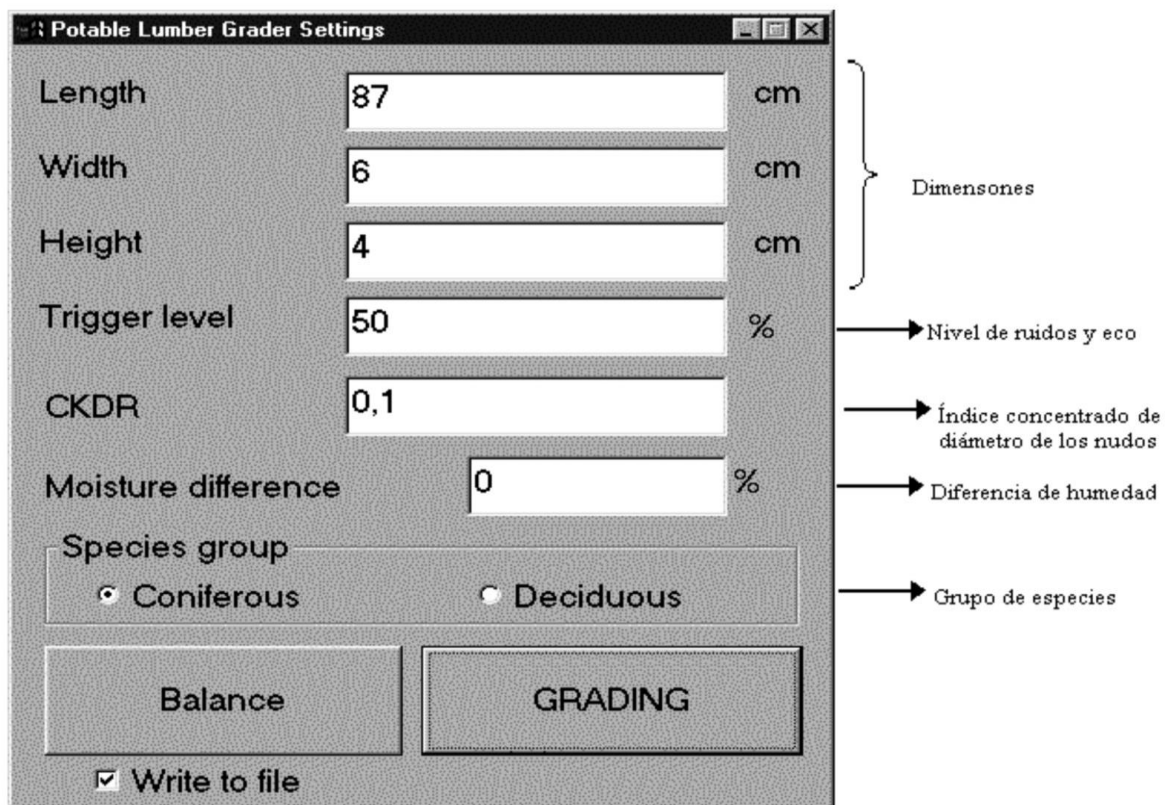 Potable Lumber Grader Settings
Length 87 cm
Width 6 cm
Dimensones
Height 4 cm
Trigger level 50 %
Nivel de ruidos y eco
CKDR 0,1
Índice concentrado de
diámetro de los nudos
Moisture difference 0 %
Diferencia de humedad
Species group
Coniferous Deciduous
Grupo de especies
Balance GRADING
Write to file